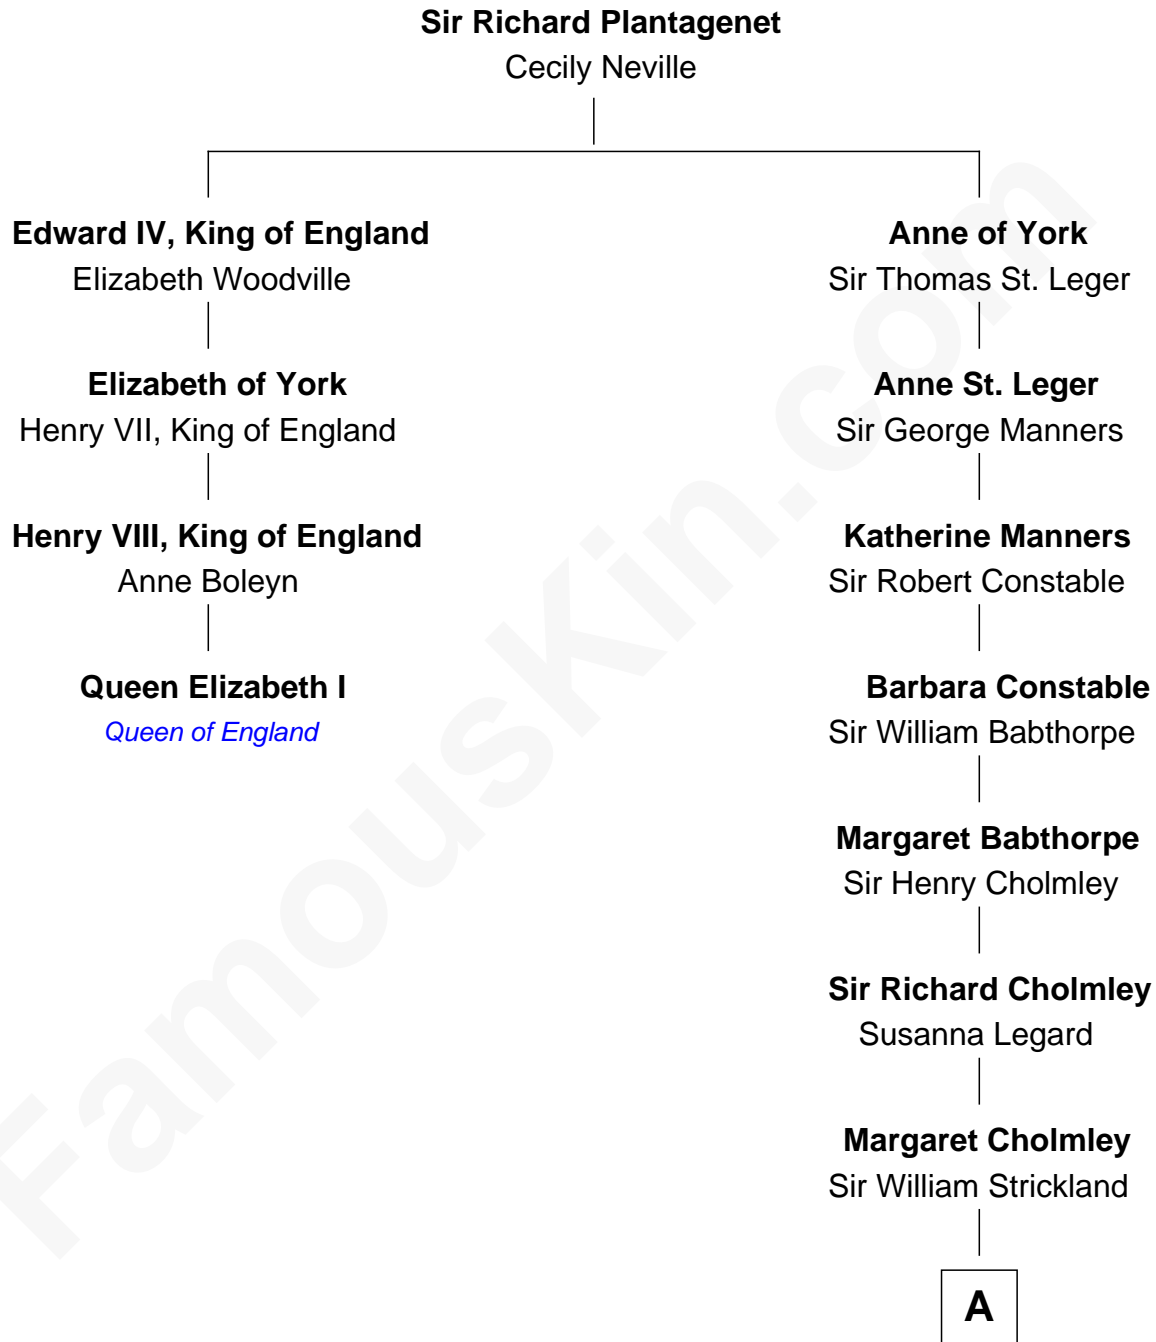 Sir Richard Plantagenet
Cecily Neville
Edward IV, King of England
Elizabeth Woodville
Elizabeth of York
Henry VII, King of England
Henry VIII, King of England
Anne Boleyn
Queen Elizabeth I
Queen of England
Anne of York
Sir Thomas St. Leger
Anne St. Leger
Sir George Manners
Katherine Manners
Sir Robert Constable
Barbara Constable
Sir William Babthorpe
Margaret Babthorpe
Sir Henry Cholmley
Sir Richard Cholmley
Susanna Legard
Margaret Cholmley
Sir William Strickland
A
FamousKin.com